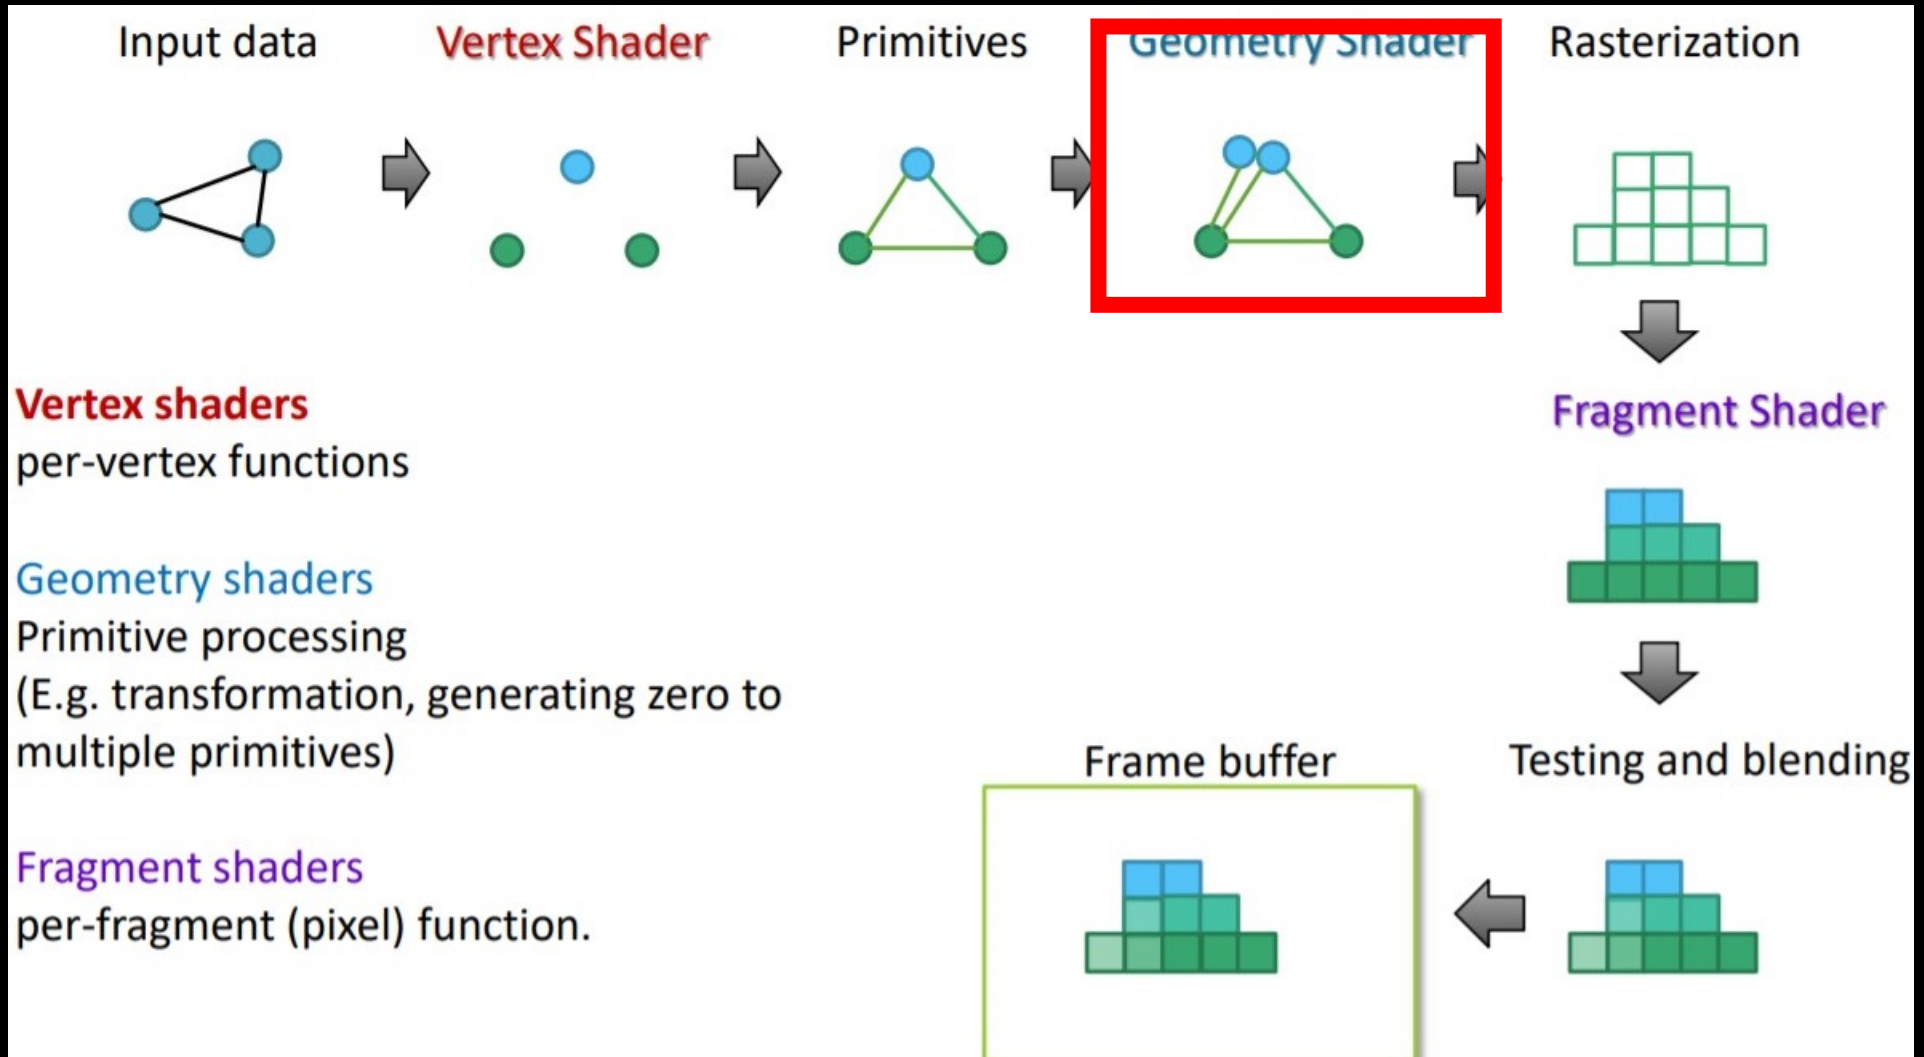 Input data
Vertex Shader
Primitives
Geometry Shader
Rasterization
Vertex shaders
per-vertex functions
Fragment Shader
Geometry shaders
Primitive processing
(E.g. transformation, generating zero to
multiple primitives)
Frame buffer
Testing and blending
Fragment shaders
per-fragment (pixel) function.